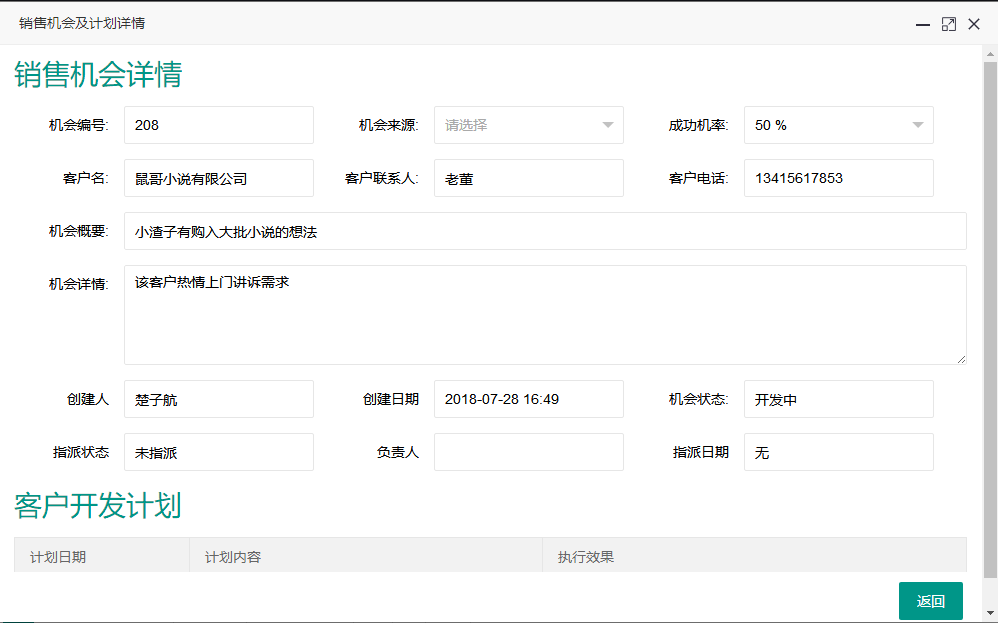 销售机会及计划详情
销售机会详情
机会编号: 208 机会来源: 请选择 成功机率: 50 %
客户名: 鼠哥小说有限公司 客户联系人: 老董 客户电话: 13415617853
机会概要: 小渣子有购入大批小说的想法
机会详情: 该客户热情上门讲诉需求
创建人 楚子航 创建日期 2018-07-28 16:49 机会状态: 开发中
指派状态 未指派 负责人 指派日期 无
客户开发计划
计划日期 计划内容 执行效果
返回